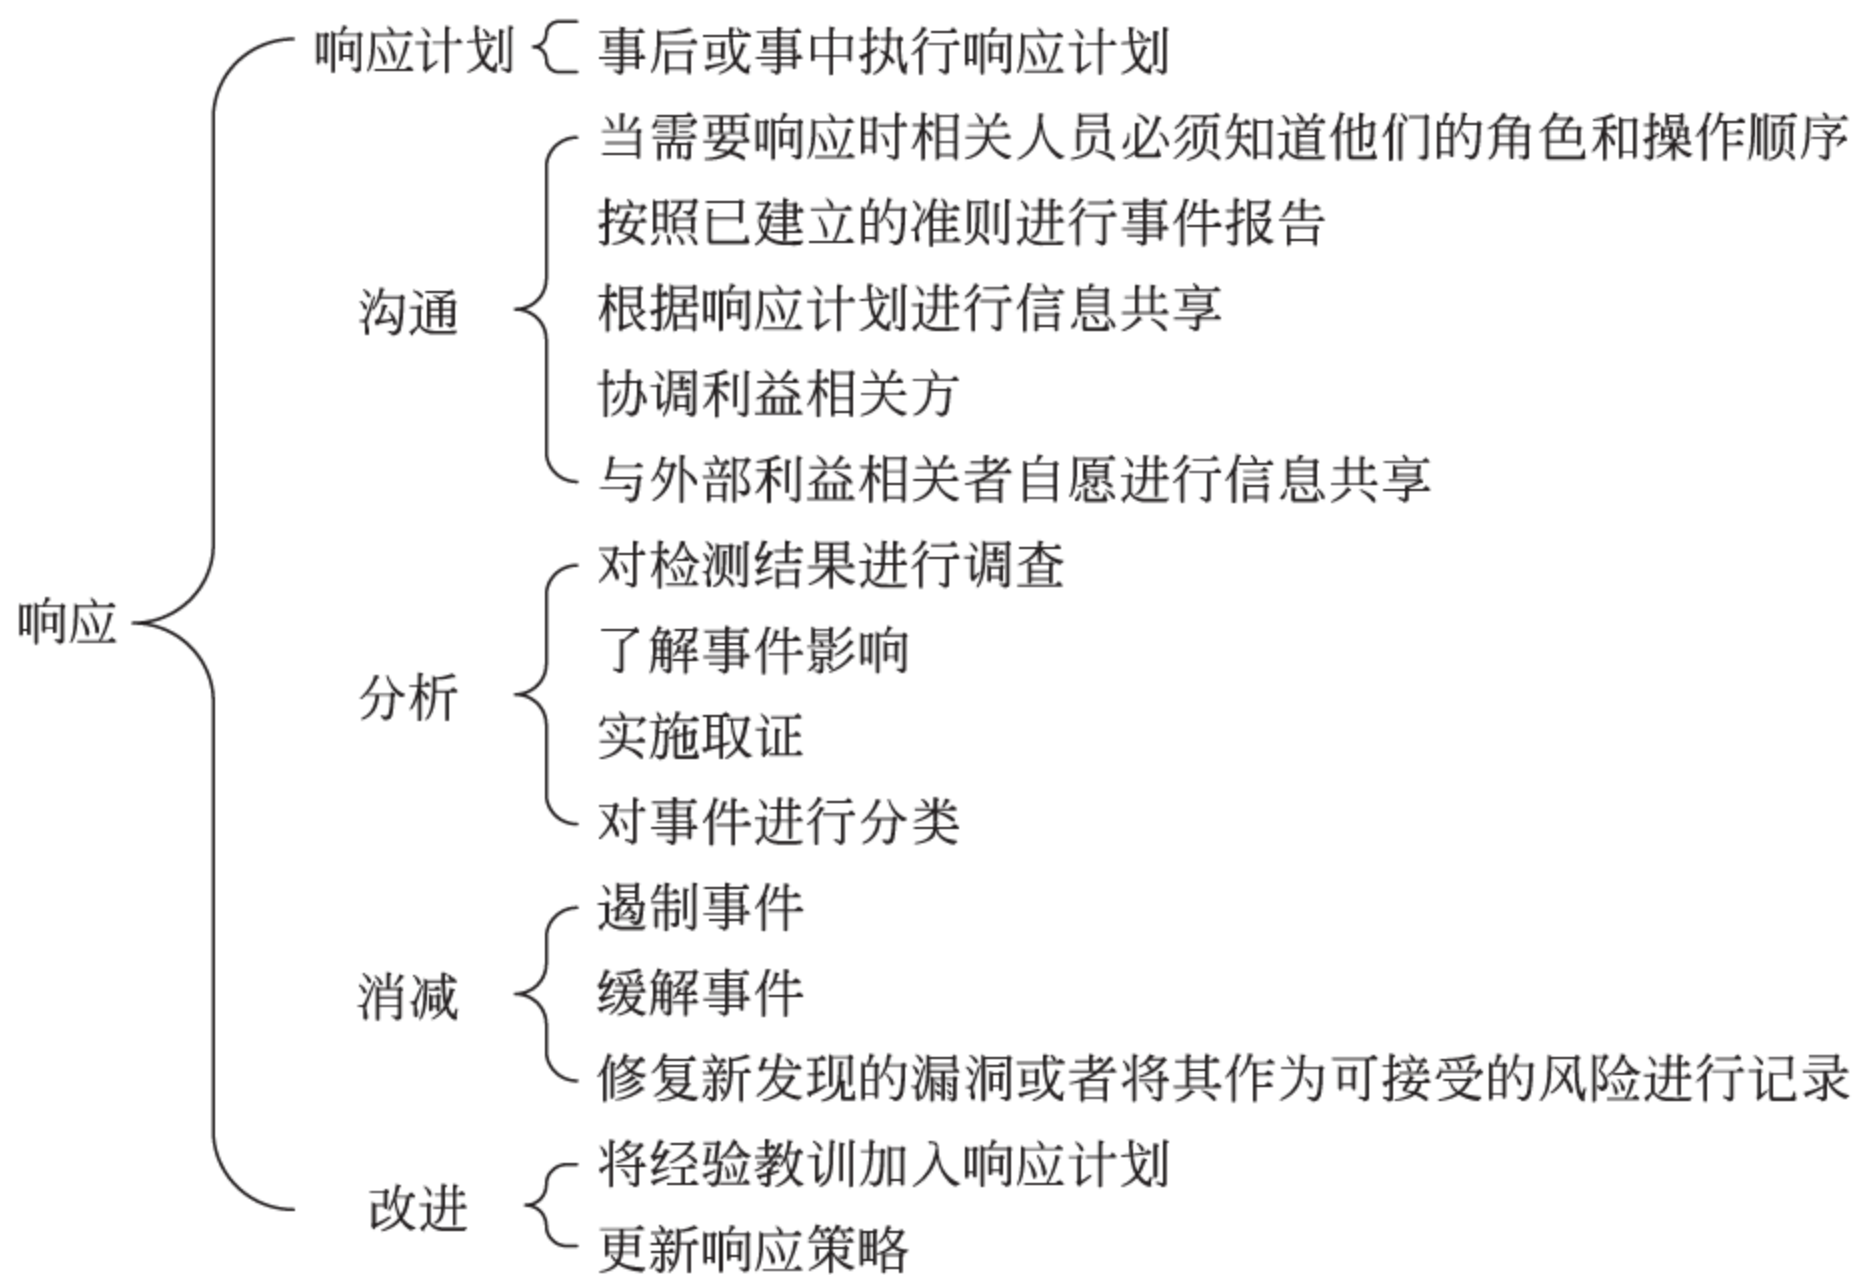 响应
响应计划
事后或事中执行响应计划
沟通
当需要响应时相关人员必须知道他们的角色和操作顺序
按照已建立的准则进行事件报告
根据响应计划进行信息共享
协调利益相关方
与外部利益相关者自愿进行信息共享
分析
对检测结果进行调查
了解事件影响
实施取证
对事件进行分类
消减
遏制事件
缓解事件
修复新发现的漏洞或者将其作为可接受的风险进行记录
改进
将经验教训加入响应计划
更新响应策略